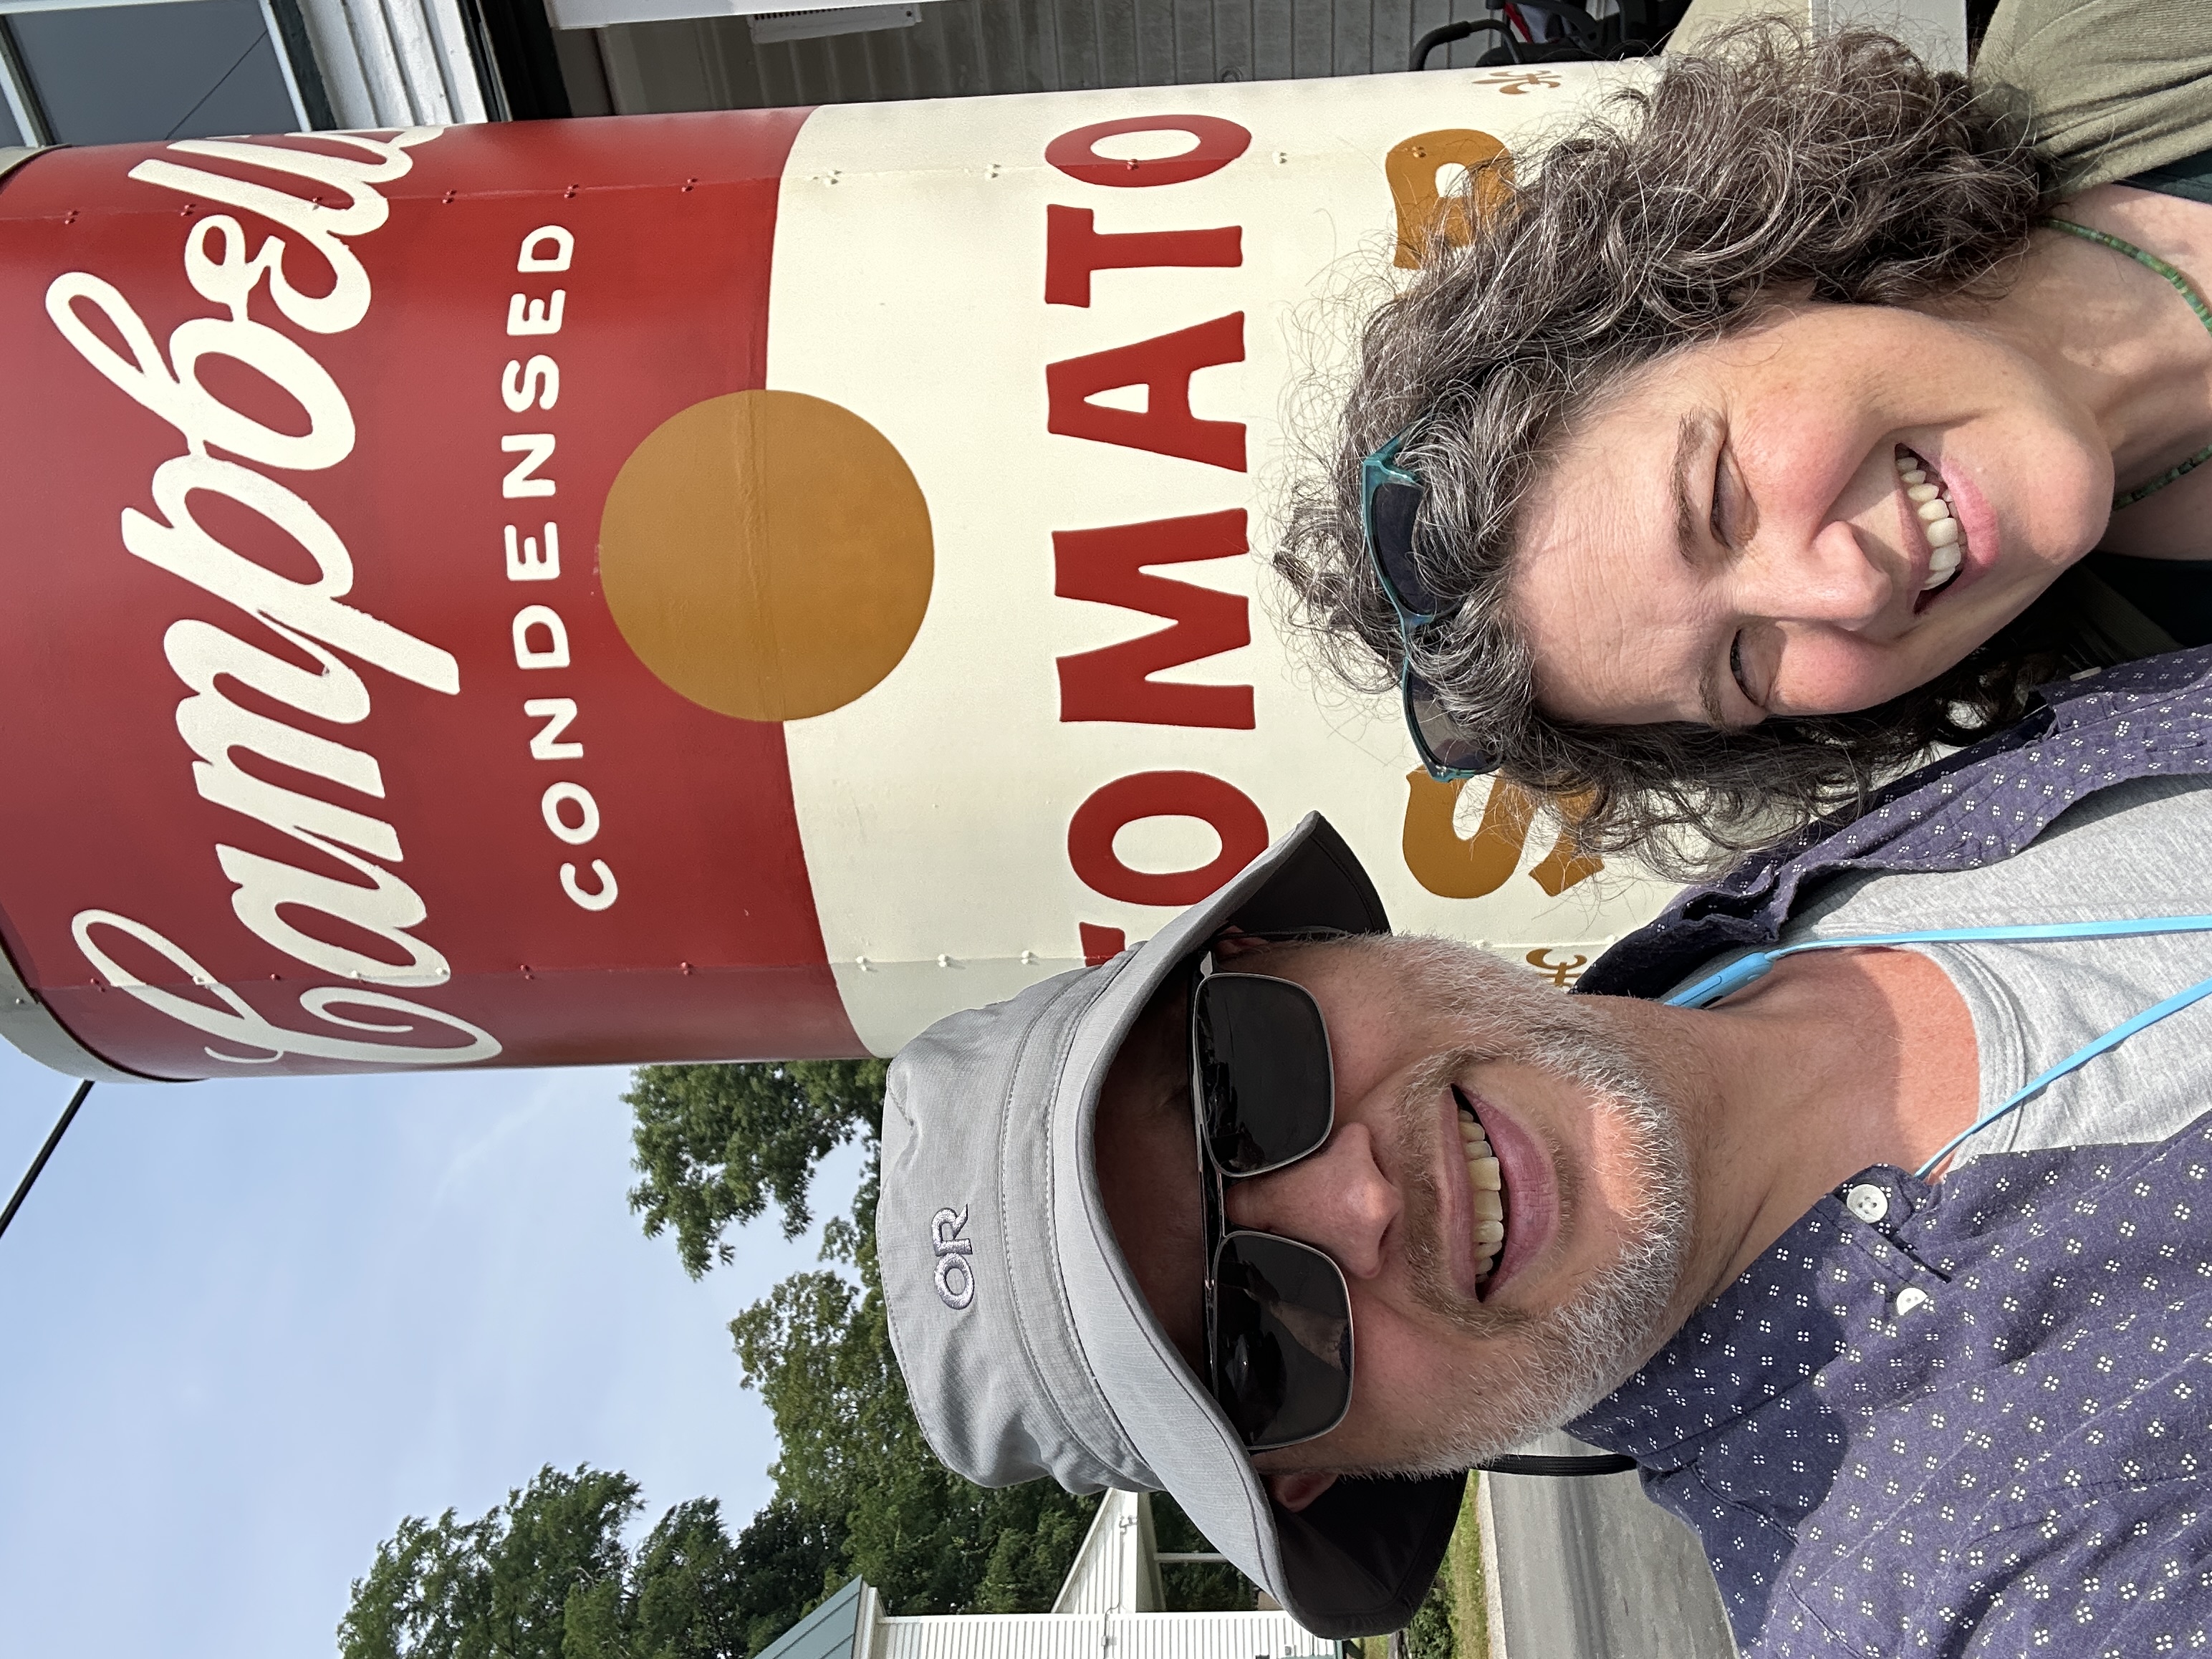 Campbell's
CONDENSED
TOMATO
OR